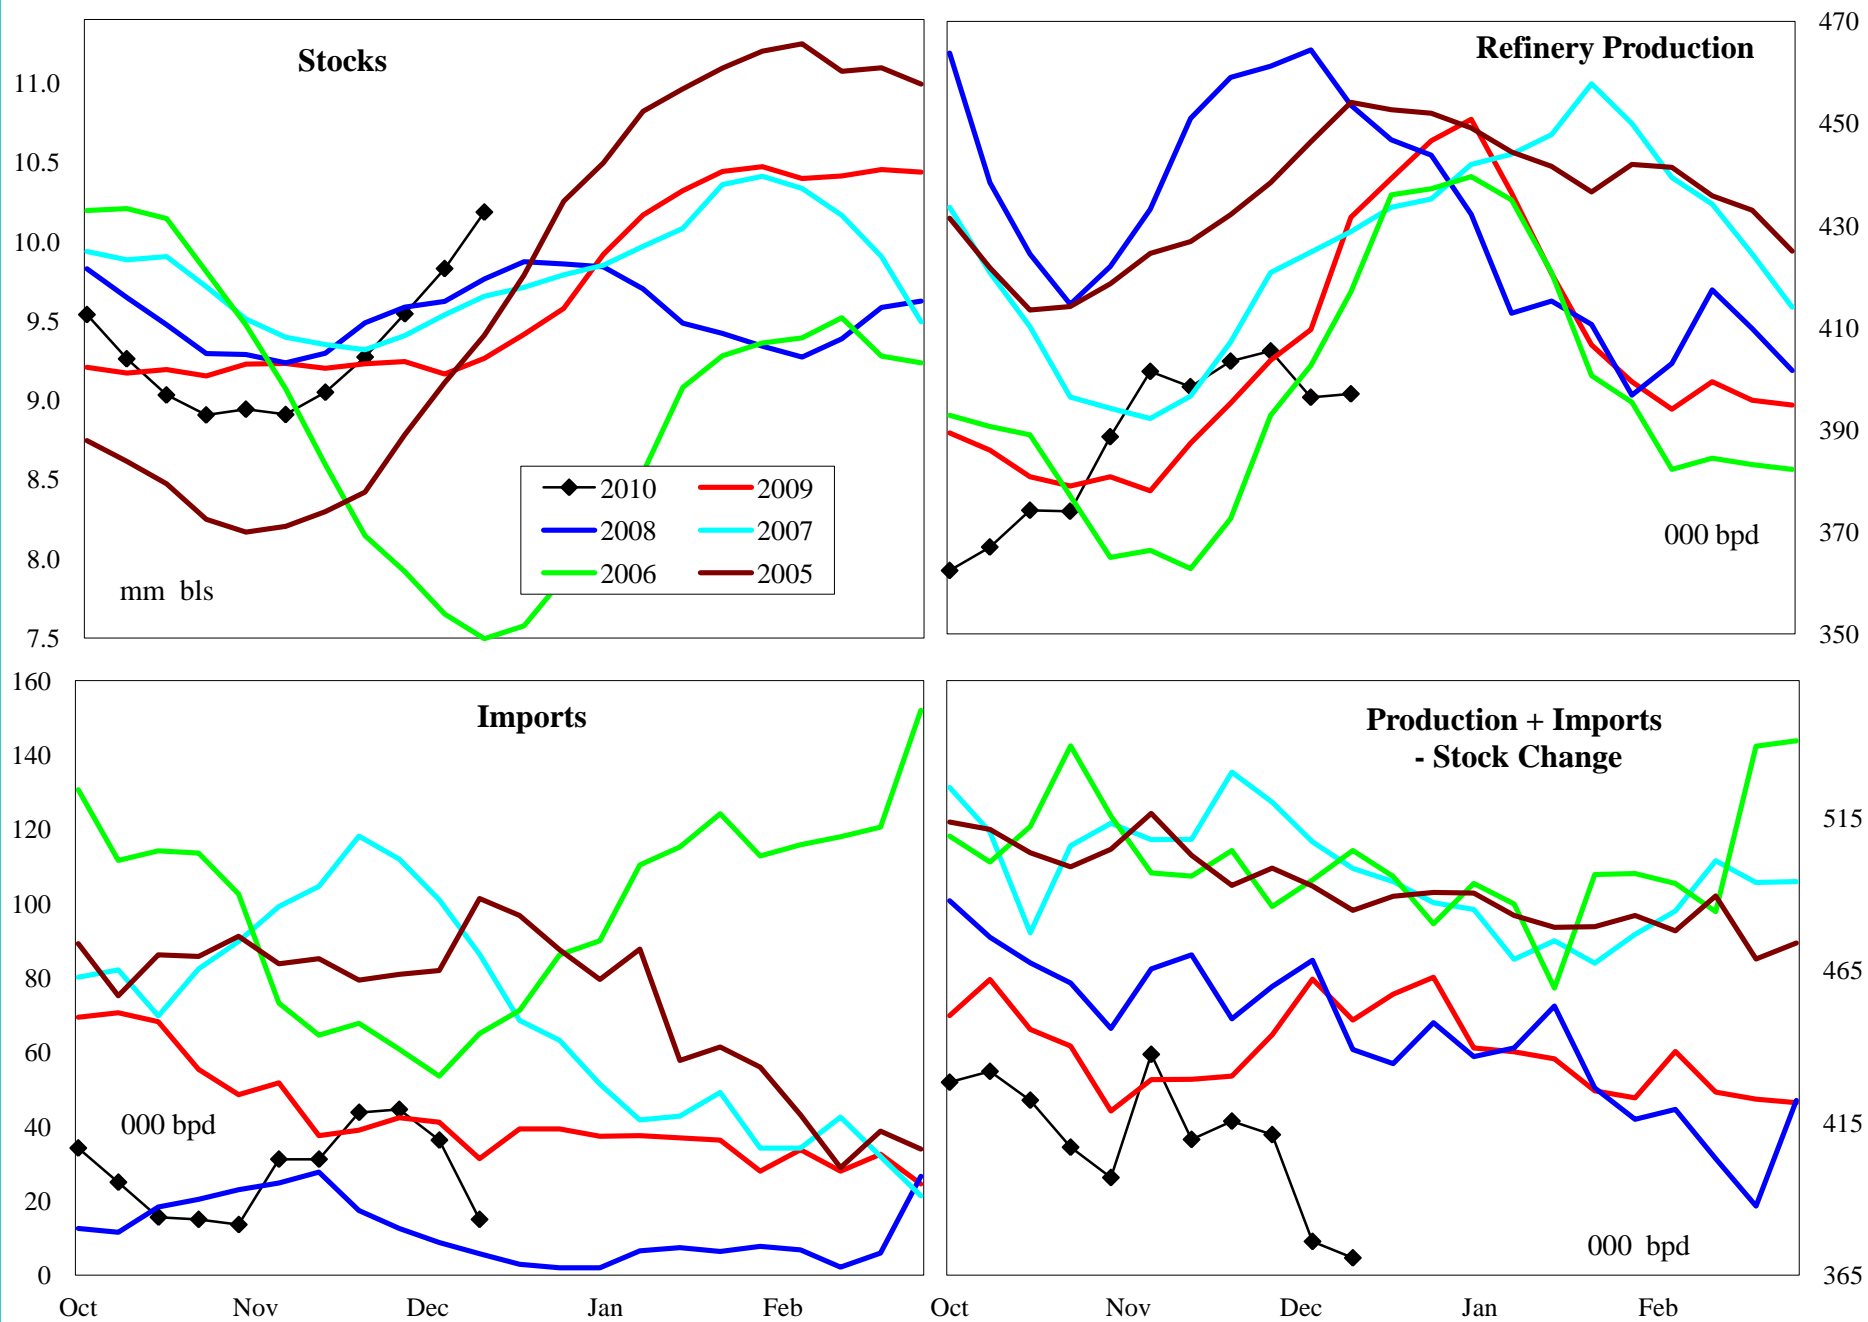 Stocks
11.0
10.5
10.0
9.5
9.0
8.5
8.0
7.5
mm bls
2010
2009
2008
2007
2006
2005
Refinery Production
470
450
430
410
390
370
350
000 bpd
Imports
160
140
120
100
80
60
40
20
0
000 bpd
Oct
Nov
Dec
Jan
Feb
Production + Imports
- Stock Change
515
465
415
365
000 bpd
Oct
Nov
Dec
Jan
Feb